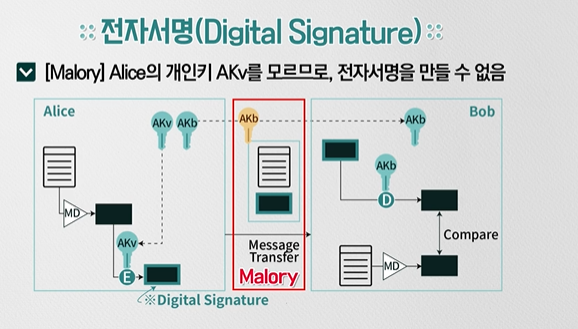 전자서명(Digital Signature)
[Malory] Alice의 개인키 AKv를 모르므로, 전자서명을 만들 수 없음
Alice
AKv
AKb
AKb
AKb
Bob
AKb
MD
D
AKv
E
Message
Transfer
Malory
Compare
MD
※Digital Signature